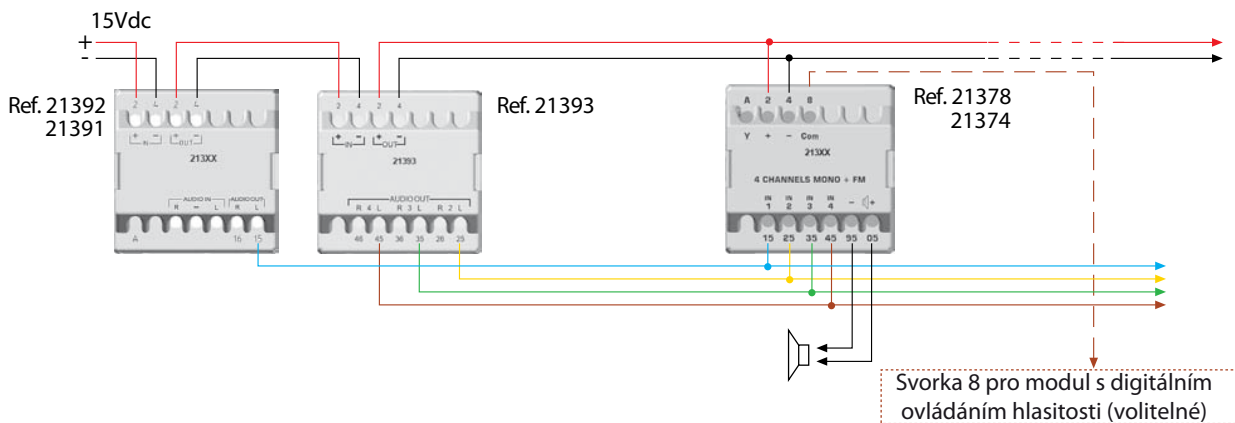 15Vdc
+
-
Ref. 21392
21391
2 4 2 4
+ − + −
IN OUT
213XX
AUDIO IN AUDIO OUT
R − L R L
A 16 15
2 4 2 4
+ − + −
IN OUT
21393
AUDIO OUT
R 4 L R 3 L R 2 L
46 45 36 35 26 25
Ref. 21393
A 2 4 8
Y + − Com
213XX
4 CHANNELS MONO + FM
IN IN IN IN
1 2 3 4 − +
15 25 35 45 95 05
Ref. 21378
21374
Svorka 8 pro modul s digitálním
ovládáním hlasitosti (volitelné)